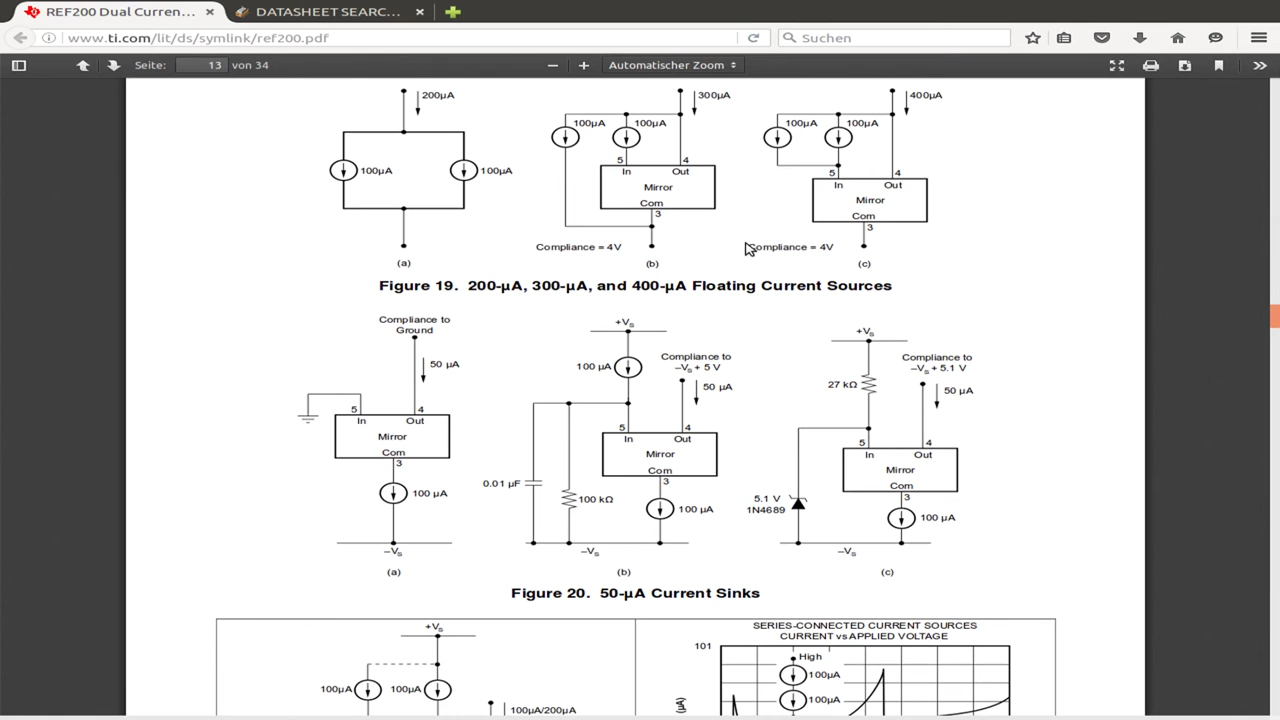 REF200 Dual Curren...
DATASHEET SEARC...
www.ti.com/lit/ds/symlink/ref200.pdf
Suchen
Seite: 13 von 34
Automatischer Zoom
200µA
100µA
100µA
(a)
300µA
100µA
100µA
5
4
In
Out
Mirror
Com
3
Compliance = 4V
(b)
400µA
100µA
100µA
5
4
In
Out
Mirror
Com
3
Compliance = 4V
(c)
Figure 19. 200-µA, 300-µA, and 400-µA Floating Current Sources
Compliance to
Ground
50 µA
5
4
In
Out
Mirror
Com
3
100 µA
–VS
(a)
+VS
100 µA
Compliance to
–VS + 5 V
50 µA
5
4
In
Out
Mirror
Com
3
0.01 µF
100 kΩ
100 µA
–VS
(b)
+VS
27 kΩ
Compliance to
–VS + 5.1 V
50 µA
5
4
In
Out
Mirror
Com
3
5.1 V
1N4689
100 µA
–VS
(c)
Figure 20. 50-µA Current Sinks
+VS
100µA
100µA
100µA/200µA
SERIES-CONNECTED CURRENT SOURCES
CURRENT vs APPLIED VOLTAGE
101
High
100µA
100µA
(µA)